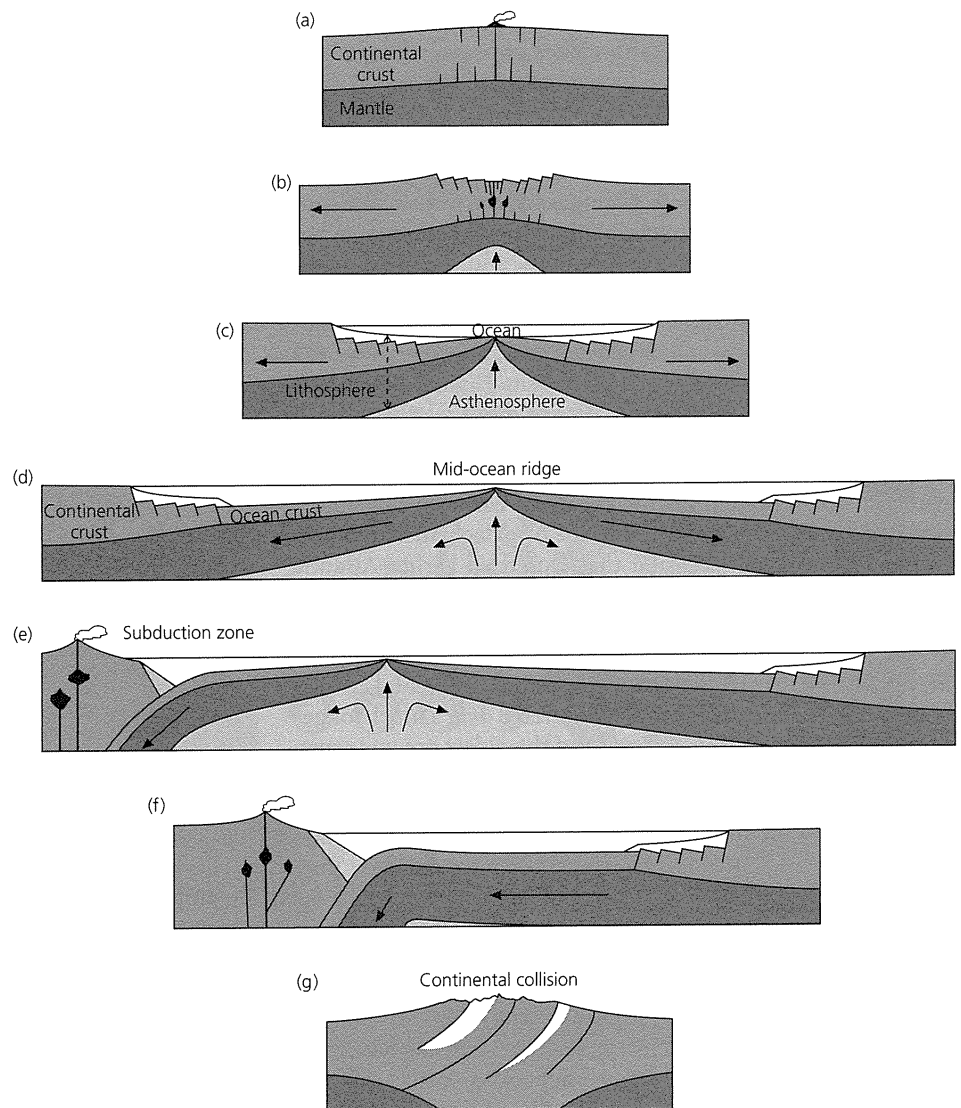 (a)
Continental
crust
Mantle
(b)
(c)
Ocean
Lithosphere
Asthenosphere
(d)
Mid-ocean ridge
Continental
crust
Ocean crust
(e)
Subduction zone
(f)
(g)
Continental collision